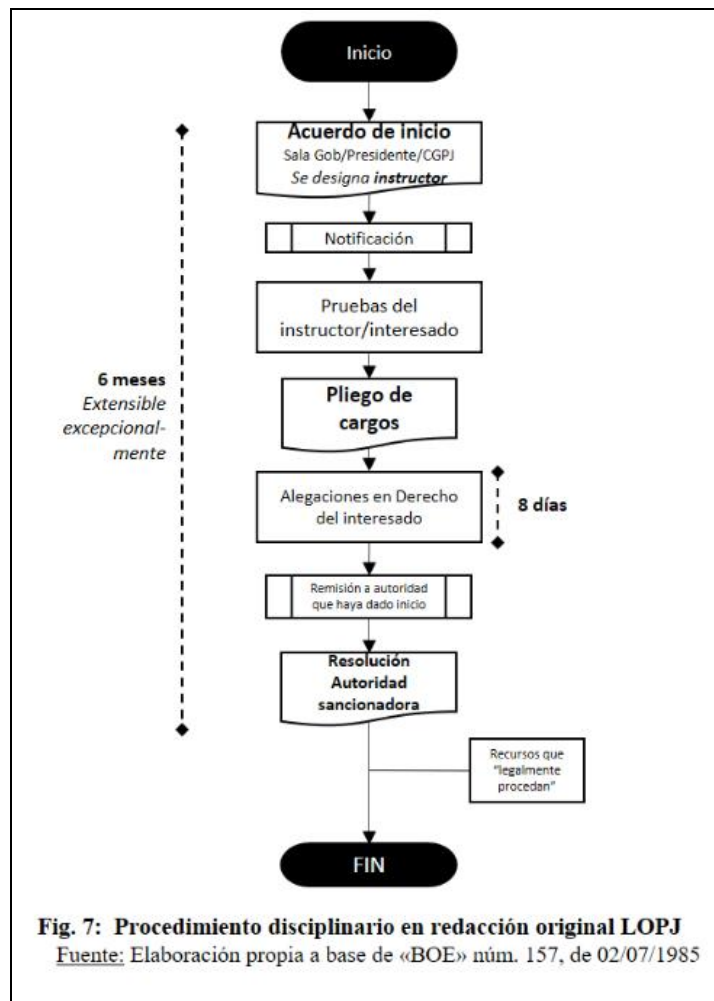 Inicio
Acuerdo de inicio
Sala Gob/Presidente/CGPJ
Se designa instructor
Notificación
Pruebas del
instructor/interesado
6 meses
Extensible
excepcional-
mente
Pliego de
cargos
Alegaciones en Derecho
del interesado
8 días
Remisión a autoridad
que haya dado inicio
Resolución
Autoridad
sancionadora
Recursos que
"legalmente
procedan"
FIN
Fig. 7: Procedimiento disciplinario en redacción original LOPJ
Fuente: Elaboración propia a base de «BOE» núm. 157, de 02/07/1985